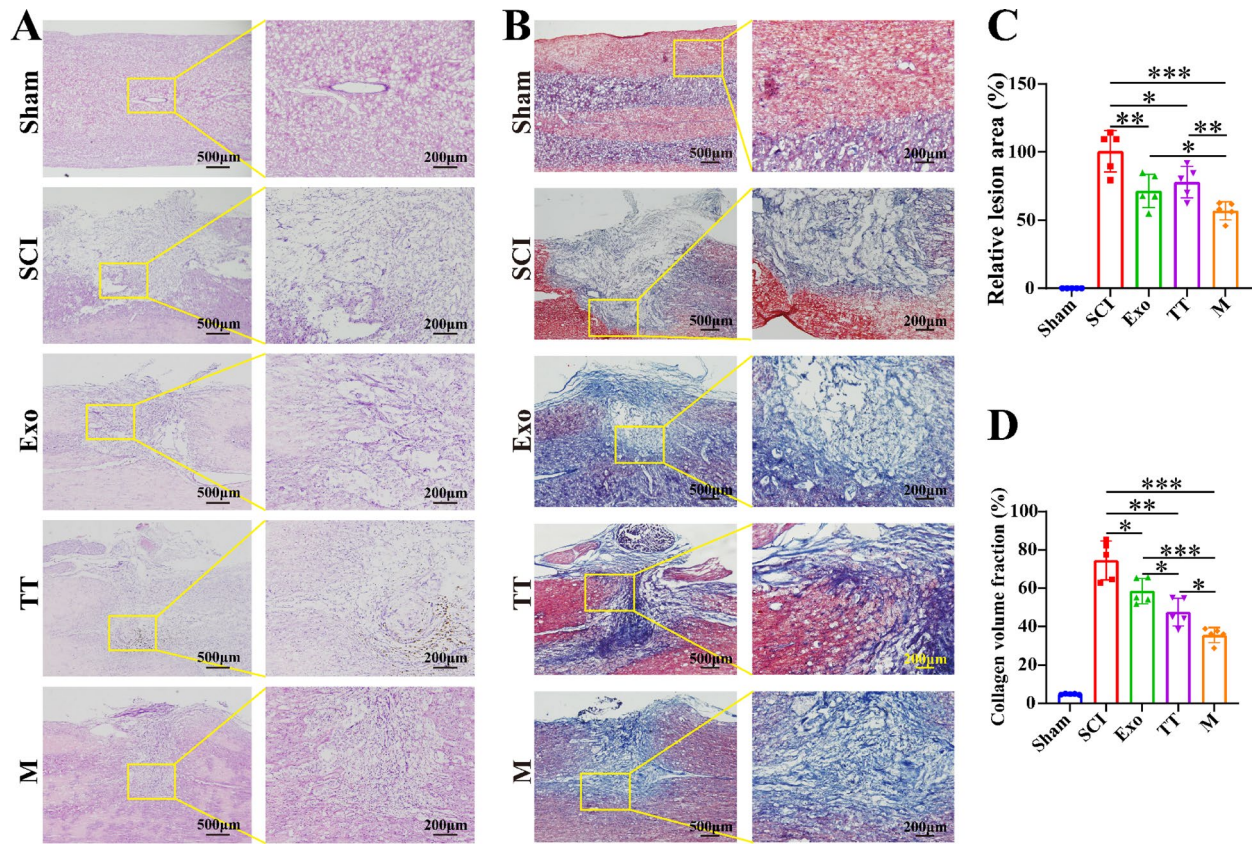 A
B
C
D
Sham
500μm
200μm
SCI
500μm
200μm
Exo
500μm
200μm
TT
500μm
200μm
M
500μm
200μm
Sham
500μm
200μm
SCI
500μm
200μm
Exo
500μm
200μm
TT
500μm
200μm
M
500μm
200μm
Relative lesion area (%)
150
100
50
0
***
*
**
**
*
Sham
SCI
Exo
TT
M
Collagen volume fraction (%)
100
80
60
40
20
0
***
**
*
***
*
*
Sham
SCI
Exo
TT
M